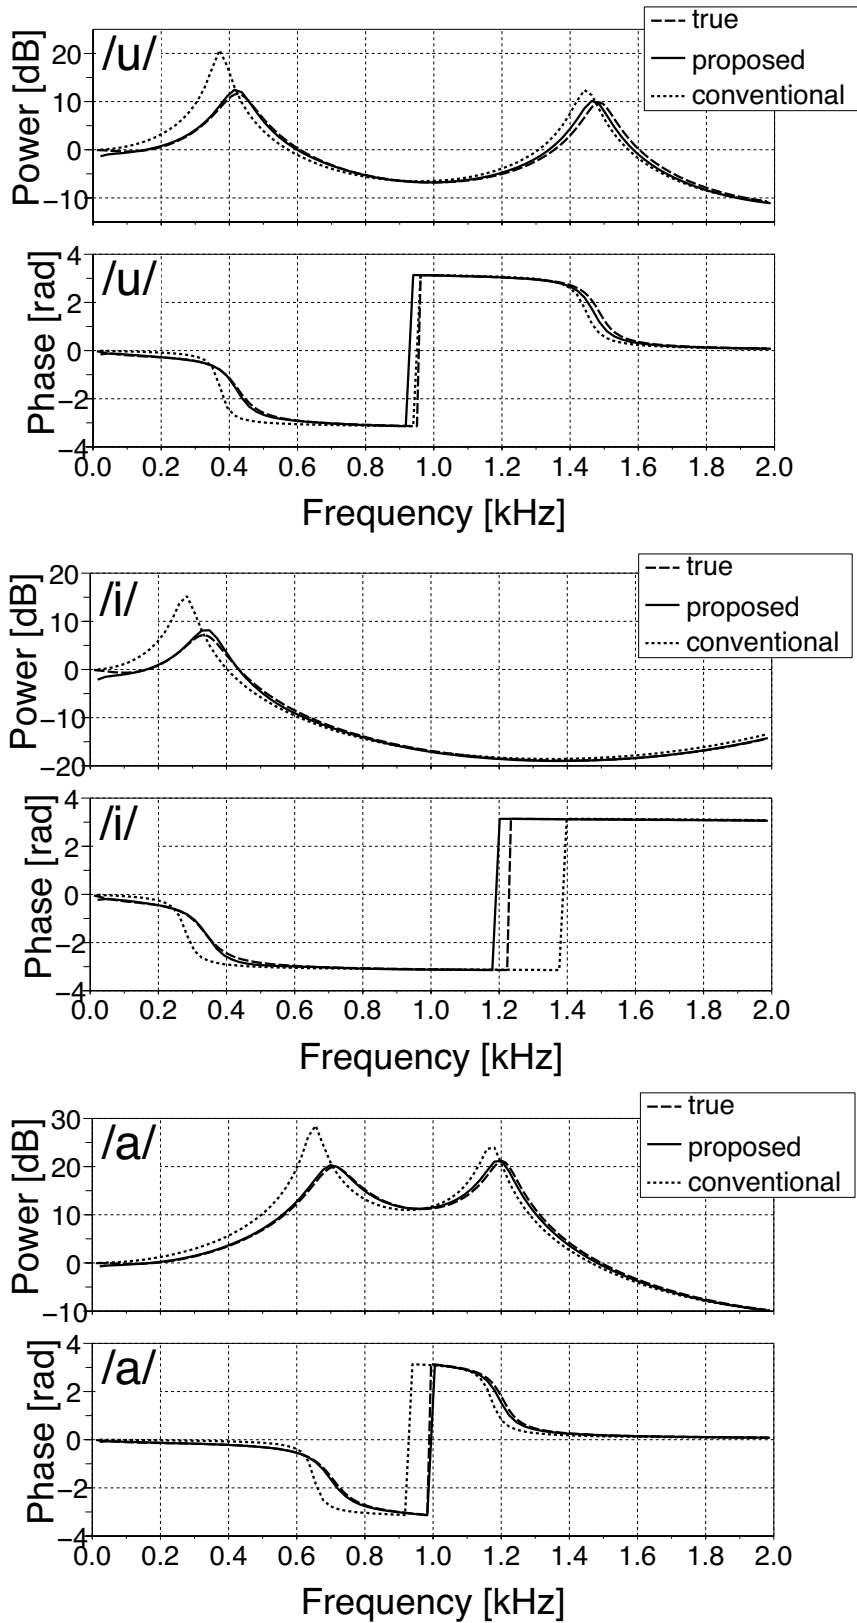 true
proposed
conventional
/u/
Power [dB]
20
10
0
−10
/u/
Phase [rad]
4
2
0
−2
−4
0.0 0.2 0.4 0.6 0.8 1.0 1.2 1.4 1.6 1.8 2.0
Frequency [kHz]
true
proposed
conventional
/i/
Power [dB]
20
10
0
−10
−20
/i/
Phase [rad]
4
2
0
−2
−4
0.0 0.2 0.4 0.6 0.8 1.0 1.2 1.4 1.6 1.8 2.0
Frequency [kHz]
true
proposed
conventional
/a/
Power [dB]
30
20
10
0
−10
/a/
Phase [rad]
4
2
0
−2
−4
0.0 0.2 0.4 0.6 0.8 1.0 1.2 1.4 1.6 1.8 2.0
Frequency [kHz]